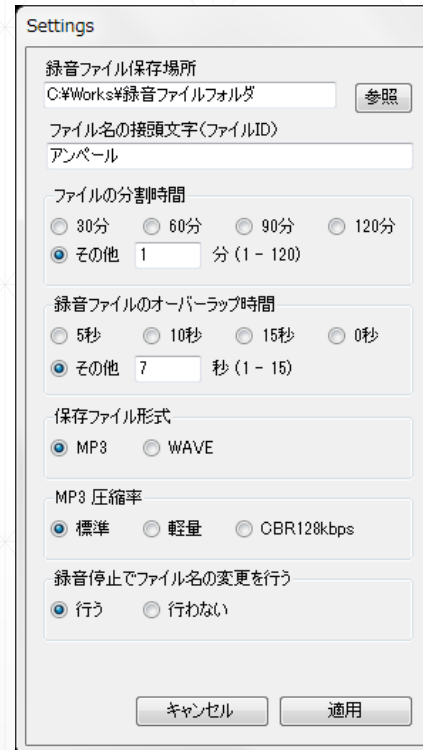 Settings
録音ファイル保存場所
C:¥Works¥録音ファイルフォルダ 参照
ファイル名の接頭文字(ファイルID)
アンペール
ファイルの分割時間
30分 60分 90分 120分
その他 1 分 (1 - 120)
録音ファイルのオーバーラップ時間
5秒 10秒 15秒 0秒
その他 7 秒 (1 - 15)
保存ファイル形式
MP3 WAVE
MP3 圧縮率
標準 軽量 CBR128kbps
録音停止でファイル名の変更を行う
行う 行わない
キャンセル 適用